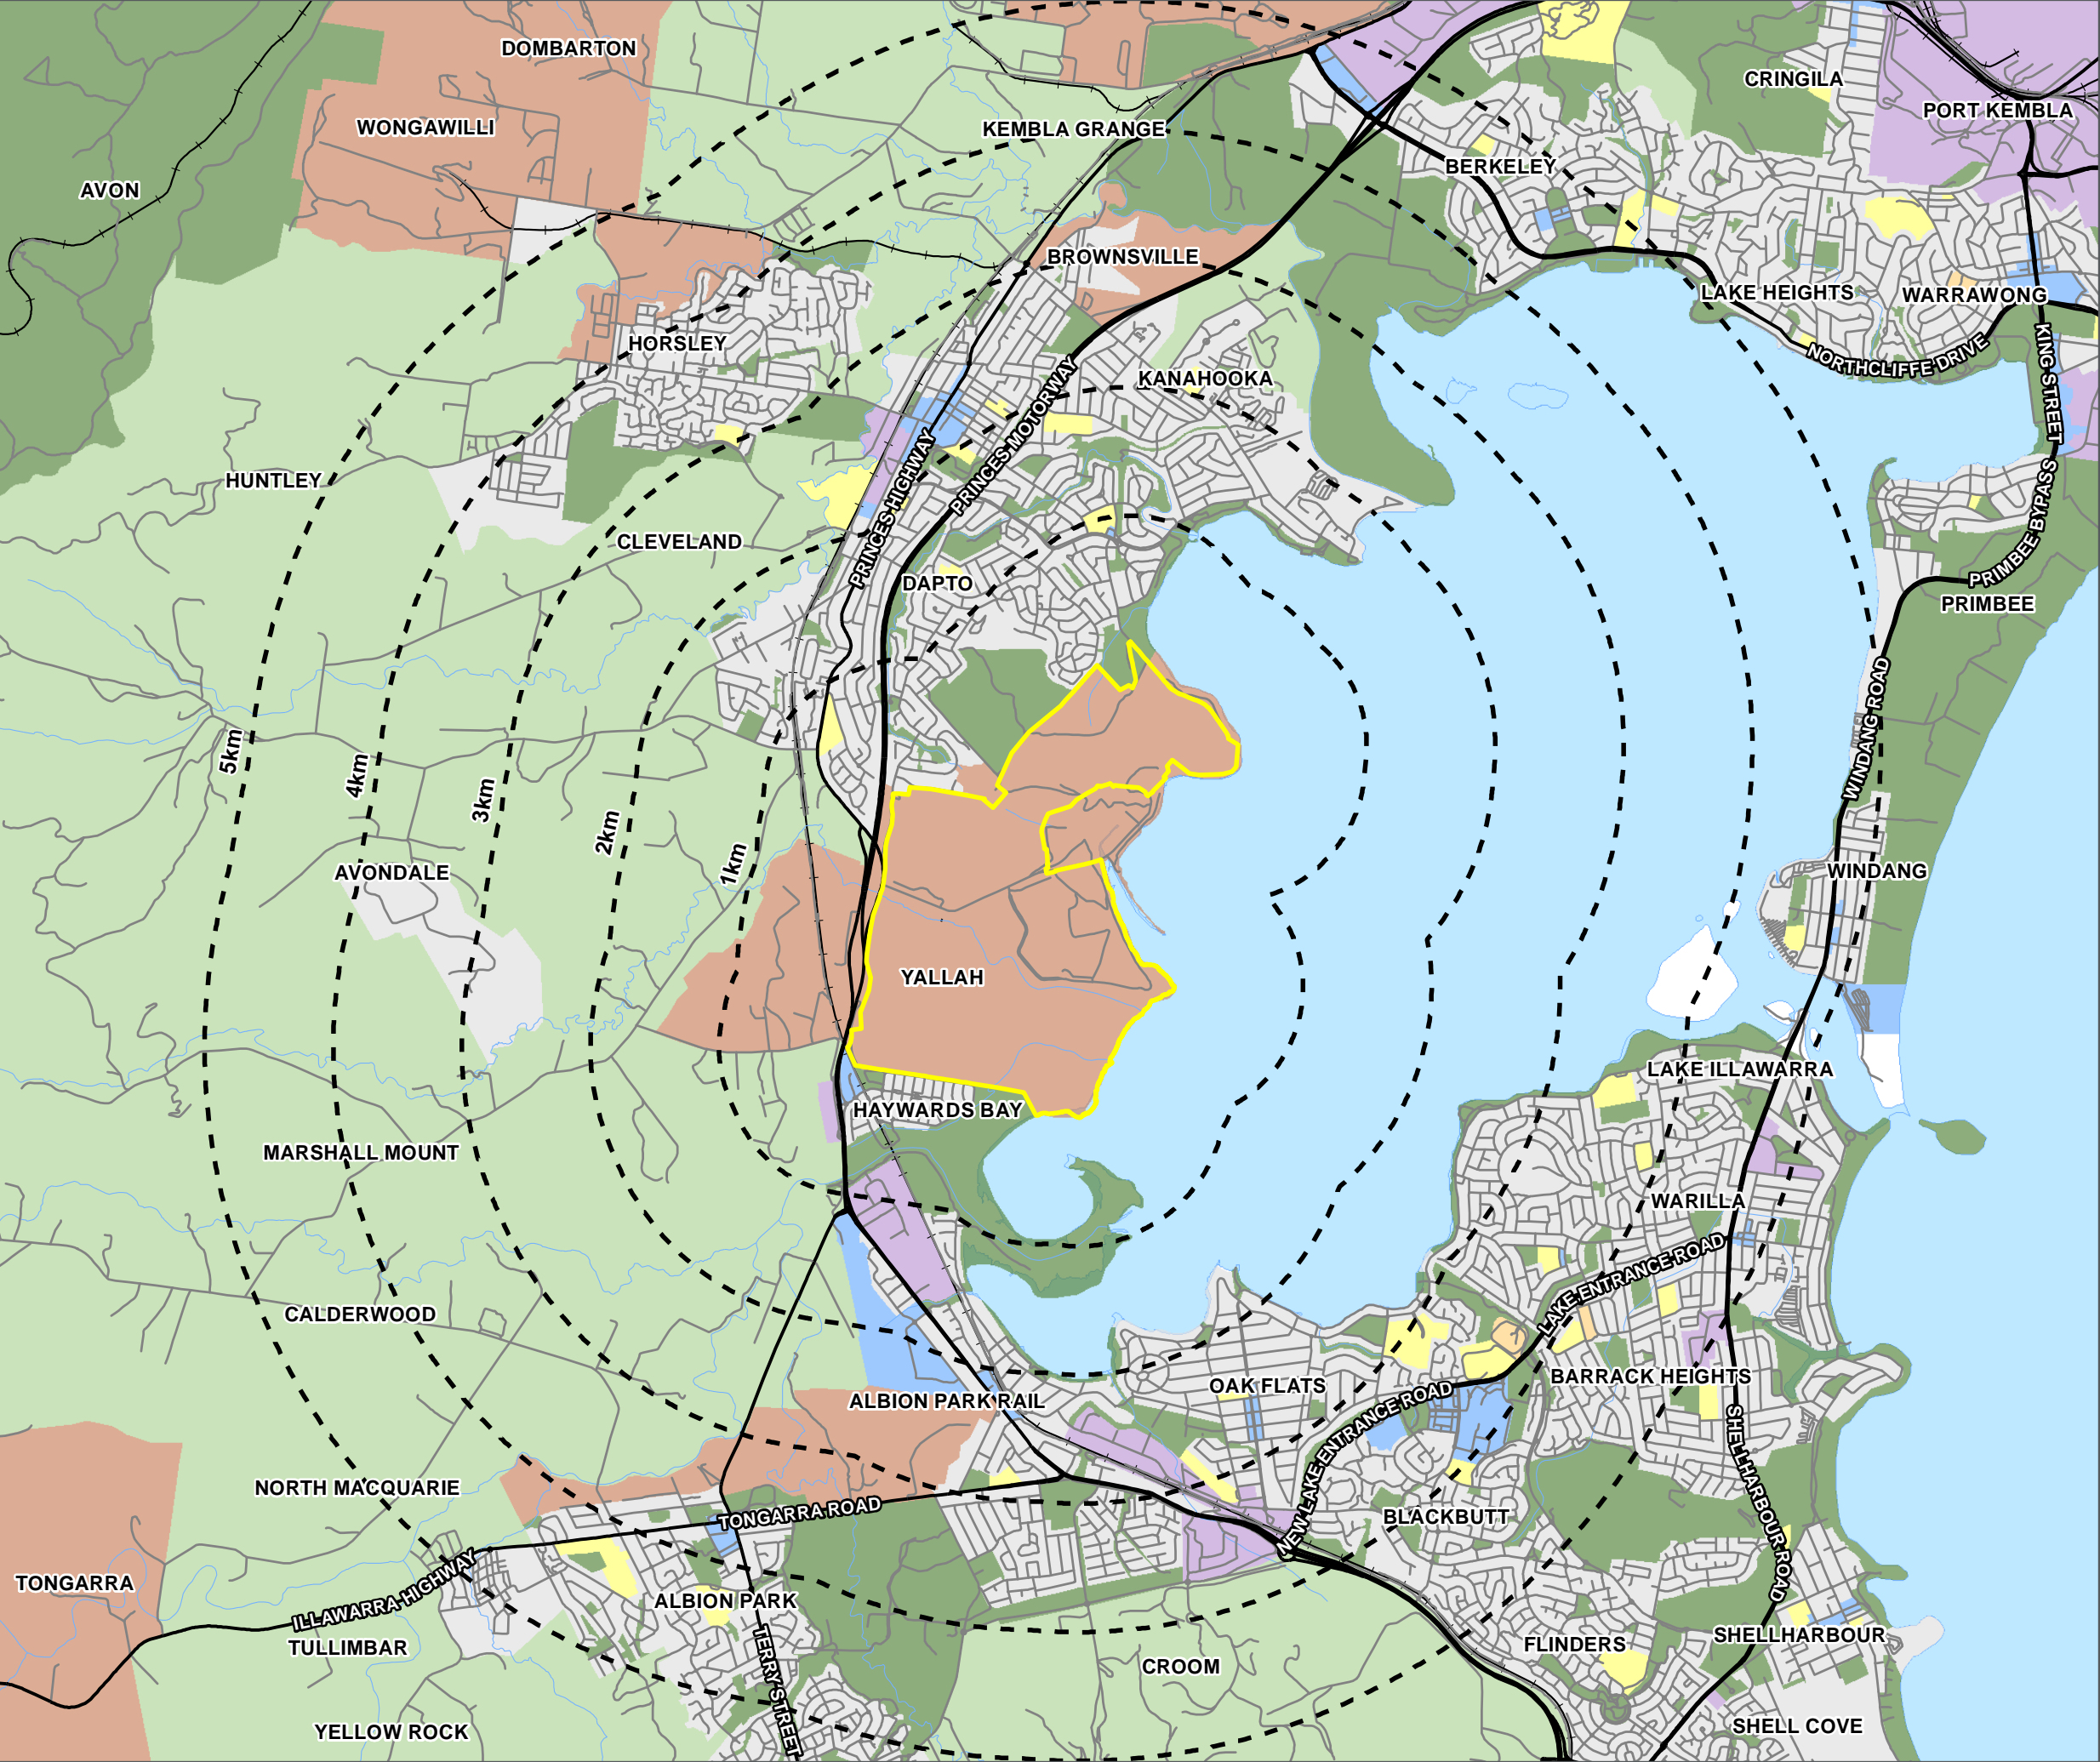 DOMBARTON
CRINGILA
PORT KEMBLA
WONGAWILLI
KEMBLA GRANGE
BERKELEY
AVON
BROWNSVILLE
LAKE HEIGHTS
WARRAWONG
HORSLEY
NORTHCLIFFE DRIVE
KING STREET
KANAHOOKA
PRINCES MOTORWAY
PRINCES HIGHWAY
HUNTLEY
CLEVELAND
DAPTO
PRIMBEE BYPASS
PRIMBEE
WINDANG ROAD
5km
4km
3km
2km
1km
AVONDALE
WINDANG
YALLAH
LAKE ILLAWARRA
HAYWARDS BAY
MARSHALL MOUNT
WARILLA
LAKE ENTRANCE ROAD
CALDERWOOD
BARRACK HEIGHTS
OAK FLATS
ALBION PARK RAIL
NEW LAKE ENTRANCE ROAD
SHELLHARBOUR ROAD
NORTH MACQUARIE
TONGARRA ROAD
BLACKBUTT
TONGARRA
ILLAWARRA HIGHWAY
ALBION PARK
TERRY STREET
TULLIMBAR
SHELLHARBOUR
FLINDERS
CROOM
SHELL COVE
YELLOW ROCK